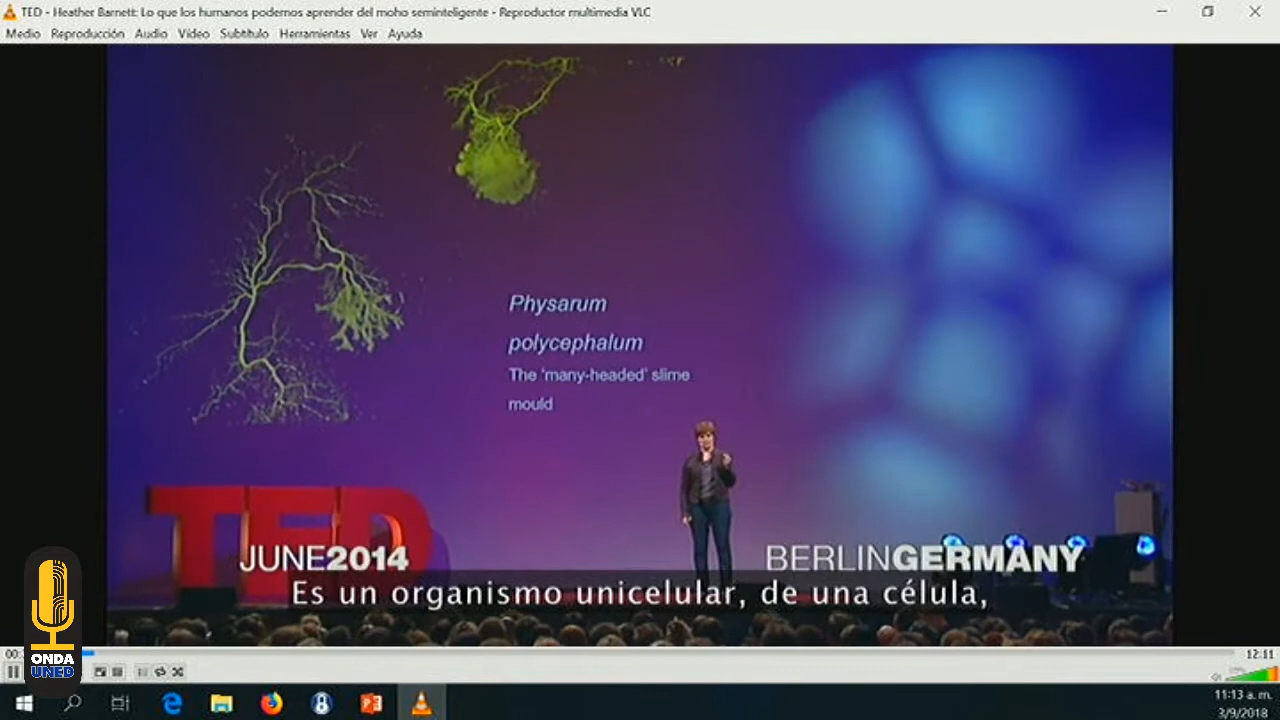 TED - Heather Barnett: Lo que los humanos podemos aprender del moho seminteligente - Reproductor multimedia VLC
Medio Reproducción Audio Vídeo Subtítulo Herramientas Ver Ayuda
Physarum
polycephalum
The 'many-headed' slime
mould
TED
JUNE2014
BERLINGERMANY
Es un organismo unicelular, de una célula,
00:
12:11
ONDA
UNED
11:13 a. m.
3/9/2018